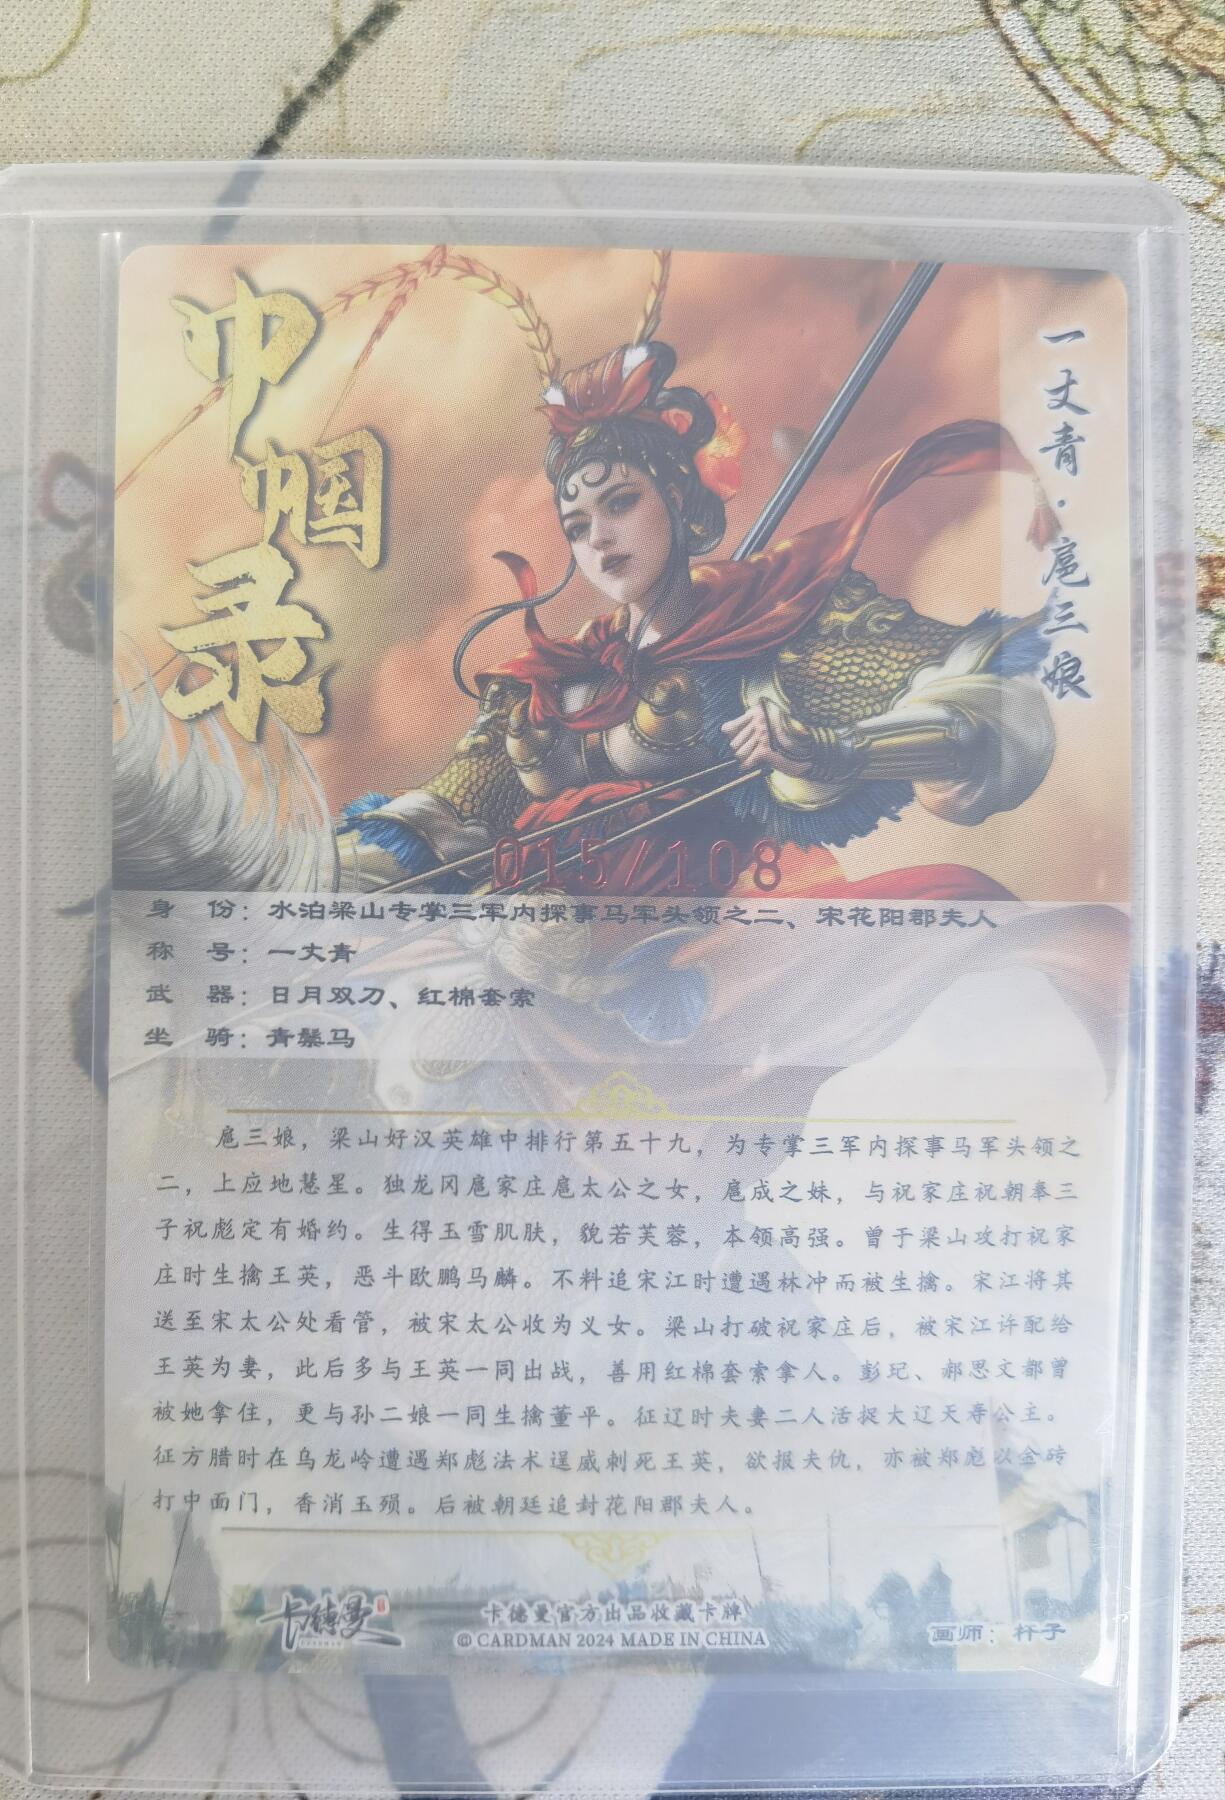 巾帼录
一丈青·扈三娘
015/108
身 份：水泊梁山专掌三军内探事马军头领之二、宋花阳郡夫人
称 号：一丈青
武 器：日月双刀、红棉套索
坐 骑：青鬃马
扈三娘，梁山好汉英雄中排行第五十九，为专掌三军内探事马军头领之
二，上应地慧星。独龙冈扈家庄扈太公之女，扈成之妹，与祝家庄祝朝奉三
子祝彪定有婚约。生得玉雪肌肤，貌若芙蓉，本领高强。曾于梁山攻打祝家
庄时生擒王英，恶斗欧鹏马麟。不料追宋江时遭遇林冲而被生擒。宋江将其
送至宋太公处看管，被宋太公收为义女。梁山打破祝家庄后，被宋江许配给
王英为妻，此后多与王英一同出战，善用红棉套索拿人。彭玘、郝思文都曾
被她拿住，更与孙二娘一同生擒董平。征辽时夫妻二人活捉大辽天寿公主。
征方腊时在乌龙岭遭遇郑彪法术逞威刺死王英，欲报夫仇，亦被郑彪以金砖
打中面门，香消玉殒。后被朝廷追封花阳郡夫人。
卡德曼
卡德曼官方出品收藏卡牌
© CARDMAN 2024 MADE IN CHINA
画师：杆子